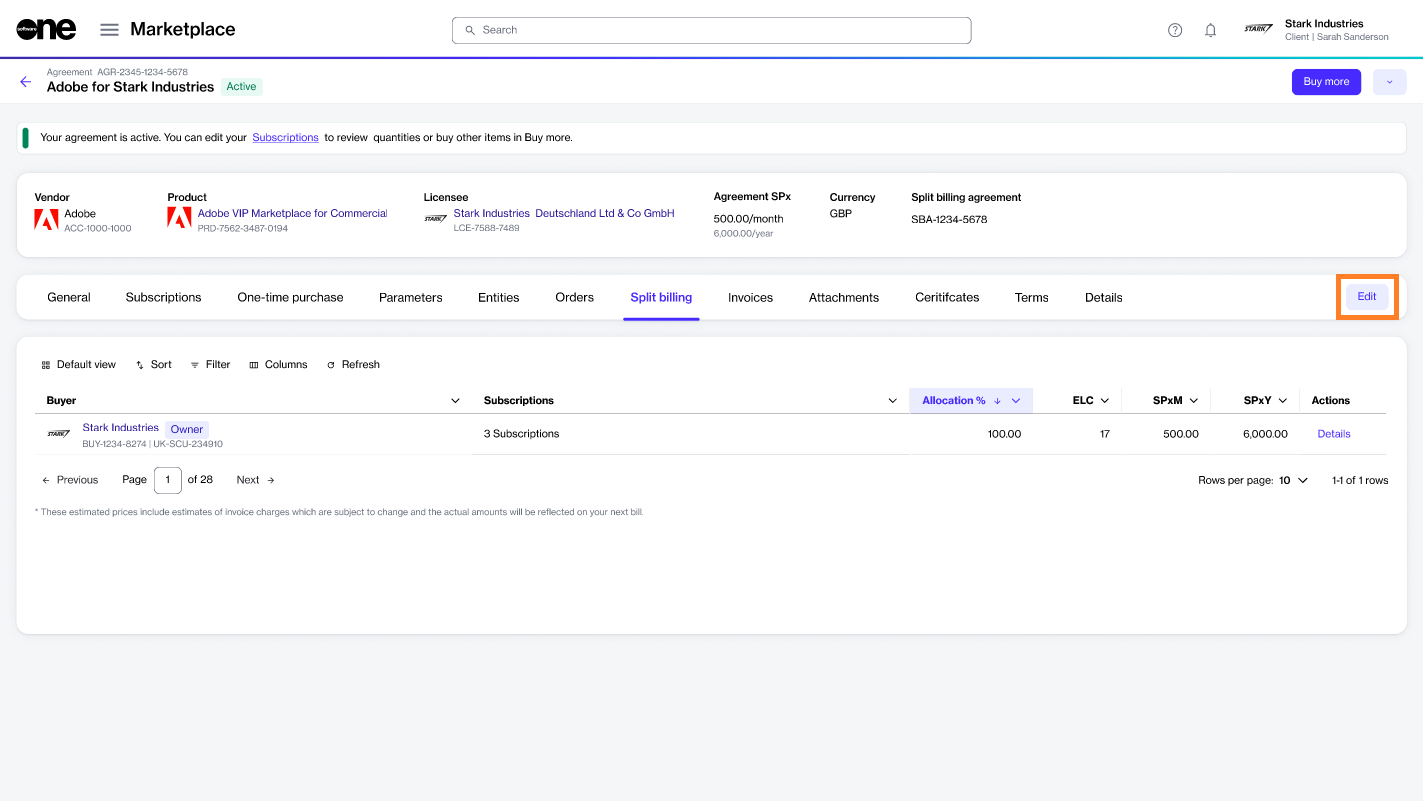 software one
Marketplace
Search
Stark Industries
Client | Sarah Sanderson
STARK
Agreement AGR-2345-1234-5678
Adobe for Stark Industries Active
Buy more
Your agreement is active. You can edit your Subscriptions to review quantities or buy other items in Buy more.
Vendor Product Licensee Agreement SPx Currency Split billing agreement
Adobe
ACC-1000-1000
Adobe VIP Marketplace for Commercial
PRD-7562-3487-0194
STARK
Stark Industries Deutschland Ltd & Co GmbH
LCE-7588-7489
500.00/month
6,000.00/year
GBP
SBA-1234-5678
General Subscriptions One-time purchase Parameters Entities Orders Split billing Invoices Attachments Ceritifcates Terms Details Edit
Default view Sort Filter Columns Refresh
Buyer Subscriptions Allocation % ELC SPxM SPxY Actions
STARK
Stark Industries Owner
BUY-1234-8274 | UK-SCU-234910
3 Subscriptions 100.00 17 500.00 6,000.00 Details
Previous Page 1 of 28 Next Rows per page: 10 1-1 of 1 rows
* These estimated prices include estimates of invoice charges which are subject to change and the actual amounts will be reflected on your next bill.